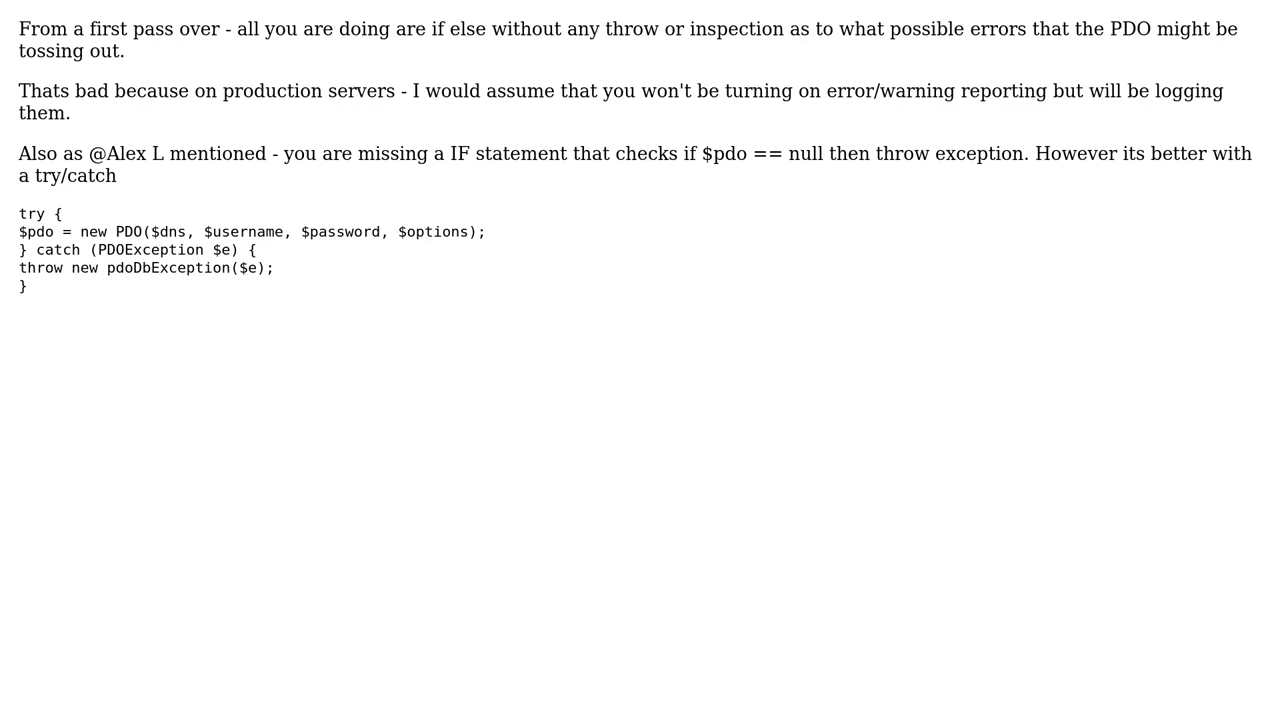 From a first pass over - all you are doing are if else without any throw or inspection as to what possible errors that the PDO might be
tossing out.
Thats bad because on production servers - I would assume that you won't be turning on error/warning reporting but will be logging
them.
Also as @Alex L mentioned - you are missing a IF statement that checks if $pdo == null then throw exception. However its better with
a try/catch
try {
$pdo = new PDO($dns, $username, $password, $options);
} catch (PDOException $e) {
throw new pdoDbException($e);
}